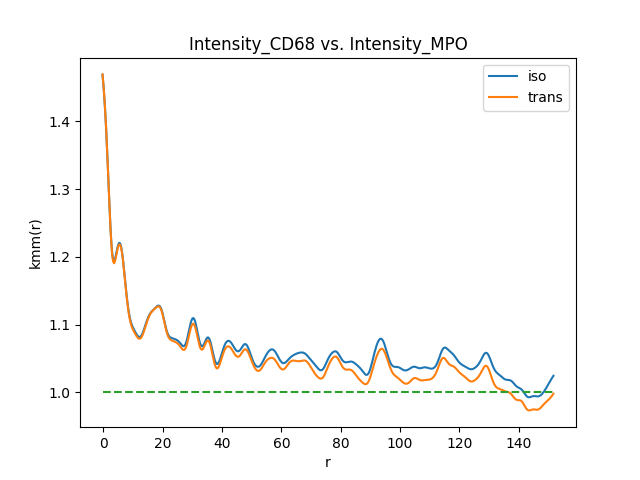 Intensity_CD68 vs. Intensity_MPO
iso
trans
kmm(r)
1.4
1.3
1.2
1.1
1.0
0 20 40 60 80 100 120 140
r